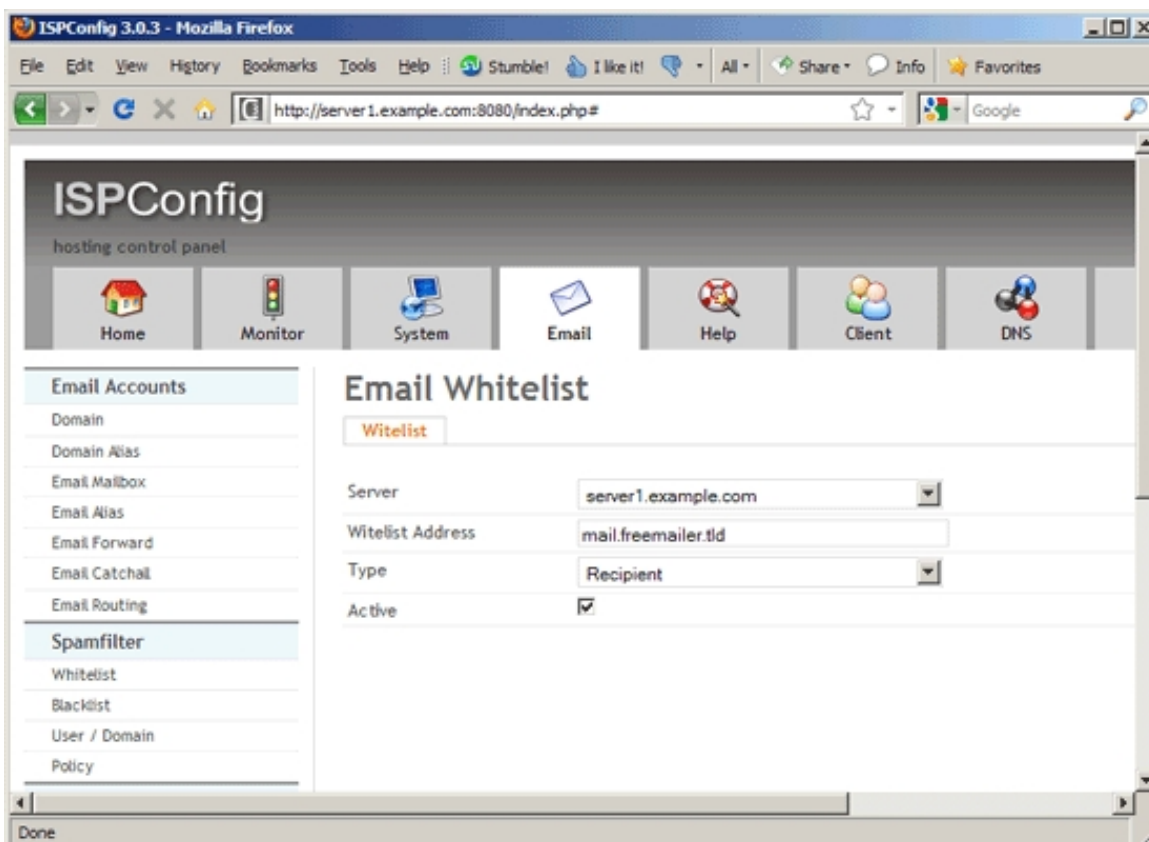 ISPConfig 3.0.3 - Mozilla Firefox
File Edit View History Bookmarks Tools Help Stumble! I like it! All Share Info Favorites
http://server1.example.com:8080/index.php# Google
ISPConfig
hosting control panel
Home Monitor System Email Help Client DNS
Email Accounts
Domain
Domain Alias
Email Mailbox
Email Alias
Email Forward
Email Catchall
Email Routing
Spamfilter
Whitelist
Blacklist
User / Domain
Policy
Email Whitelist
Witelist
Server server1.example.com
Witelist Address mail.freemailer.tld
Type Recipient
Active
Done